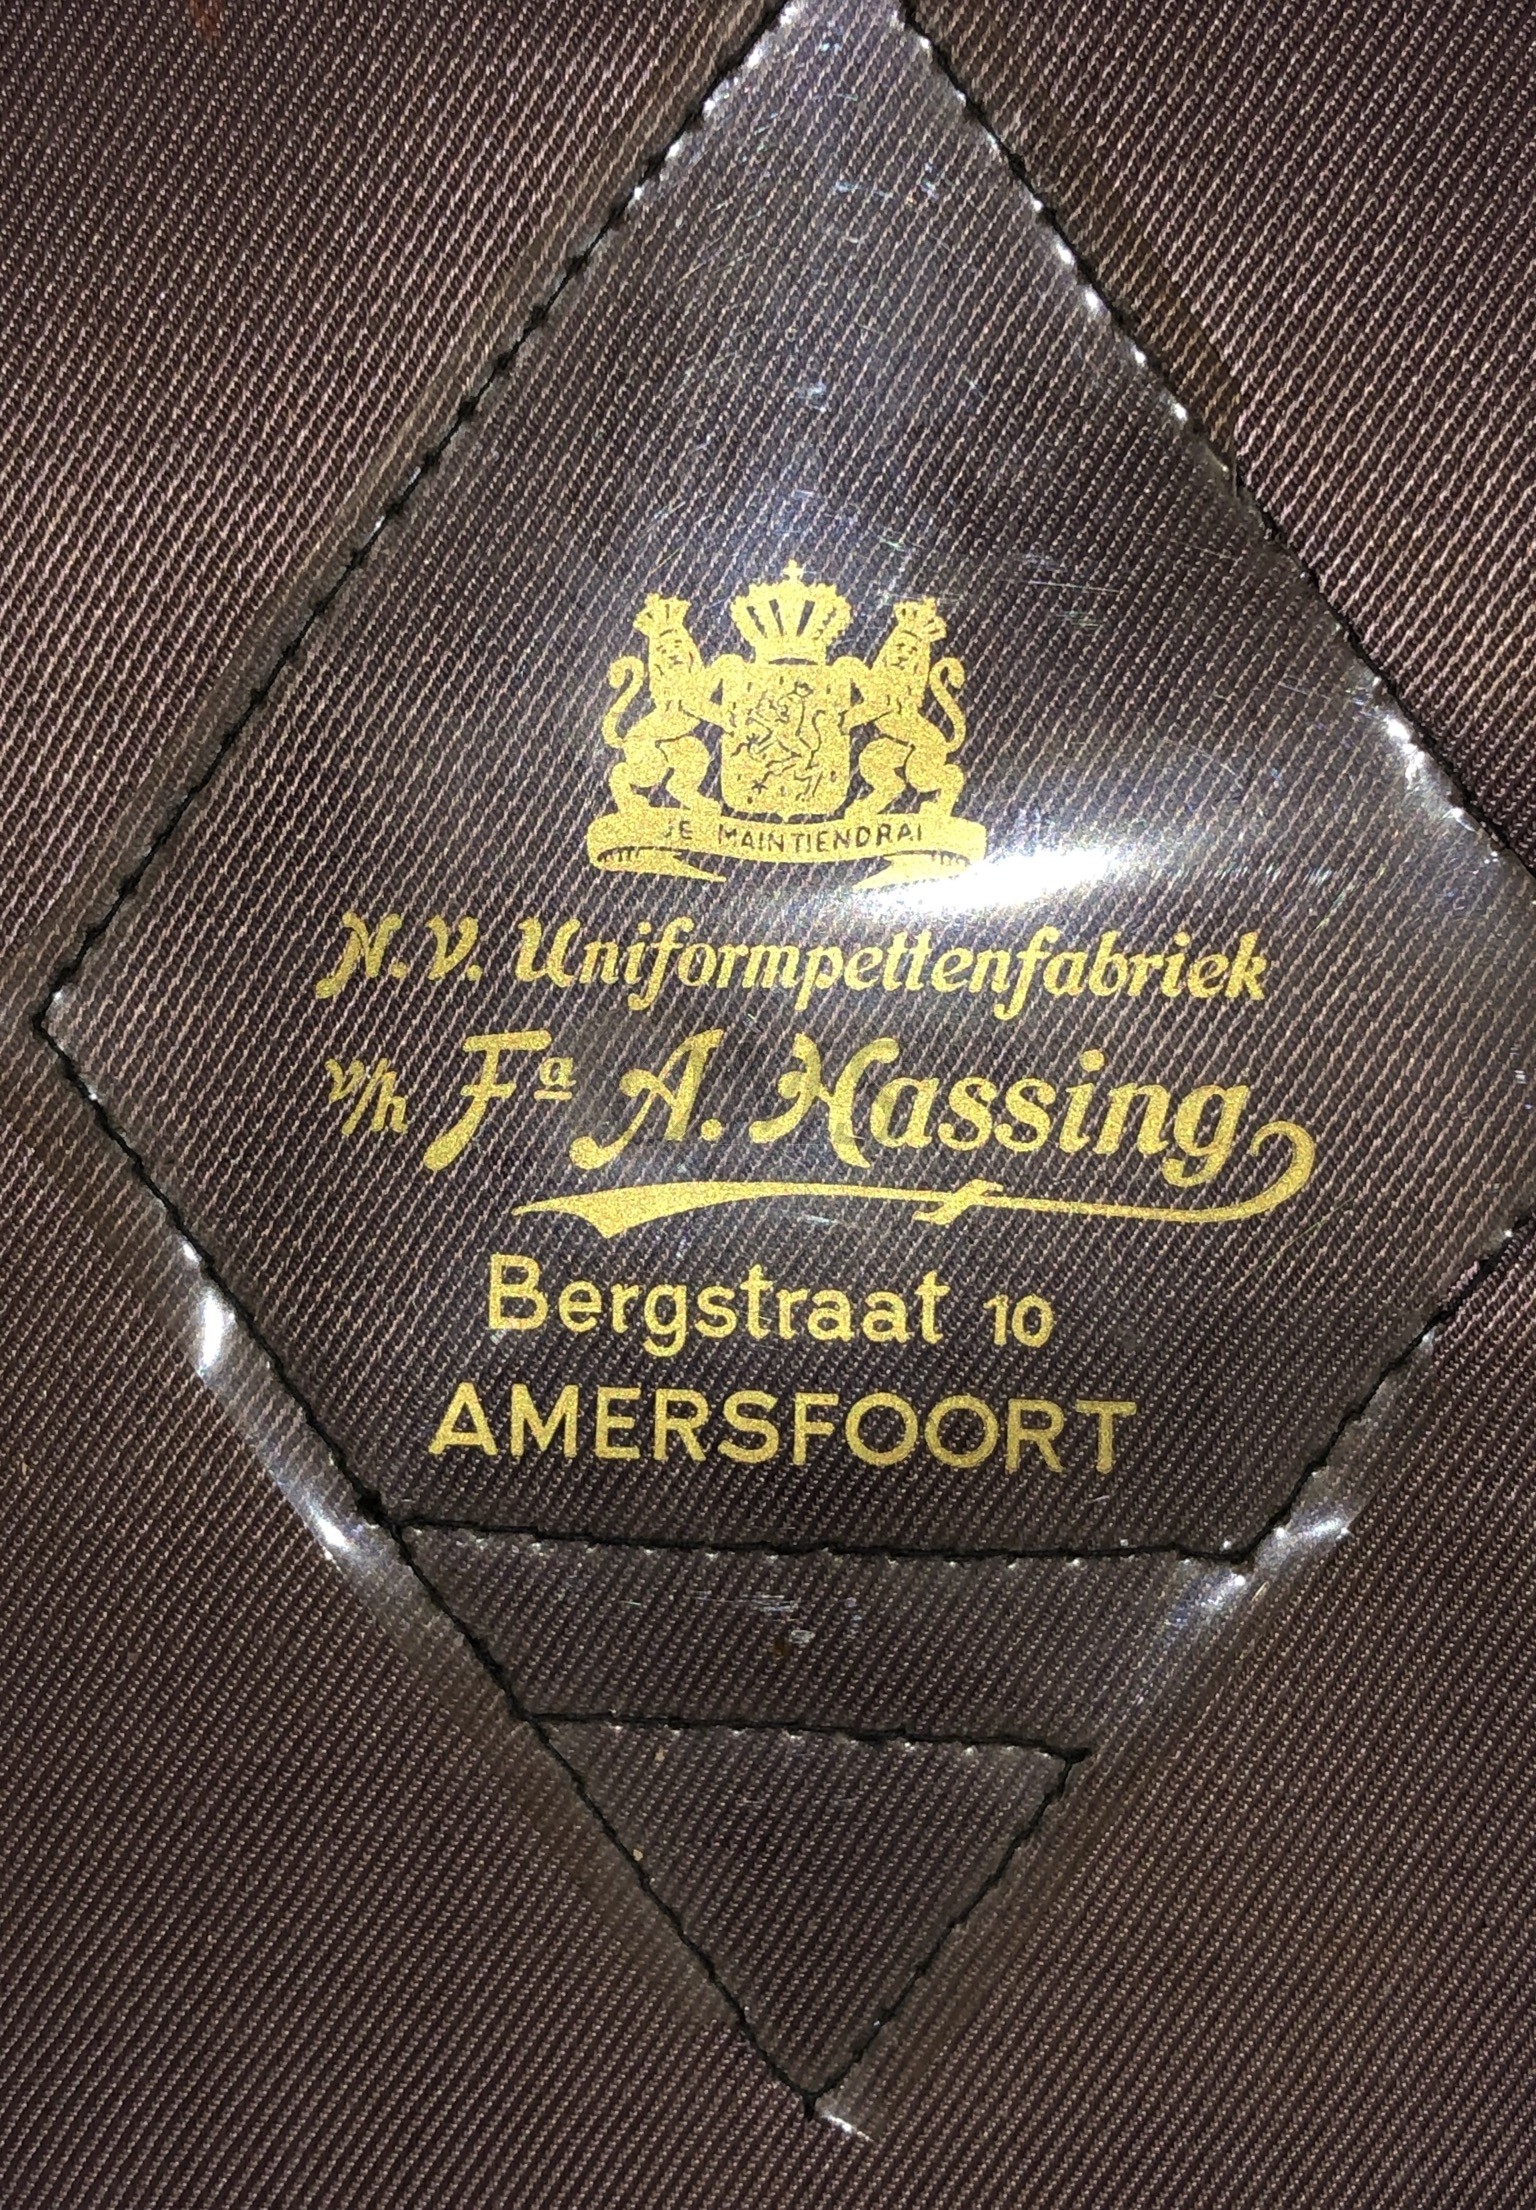 JE MAINTIENDRAI
N.V. Uniformpettenfabriek
v/h Fa A. Hassing
Bergstraat 10
AMERSFOORT